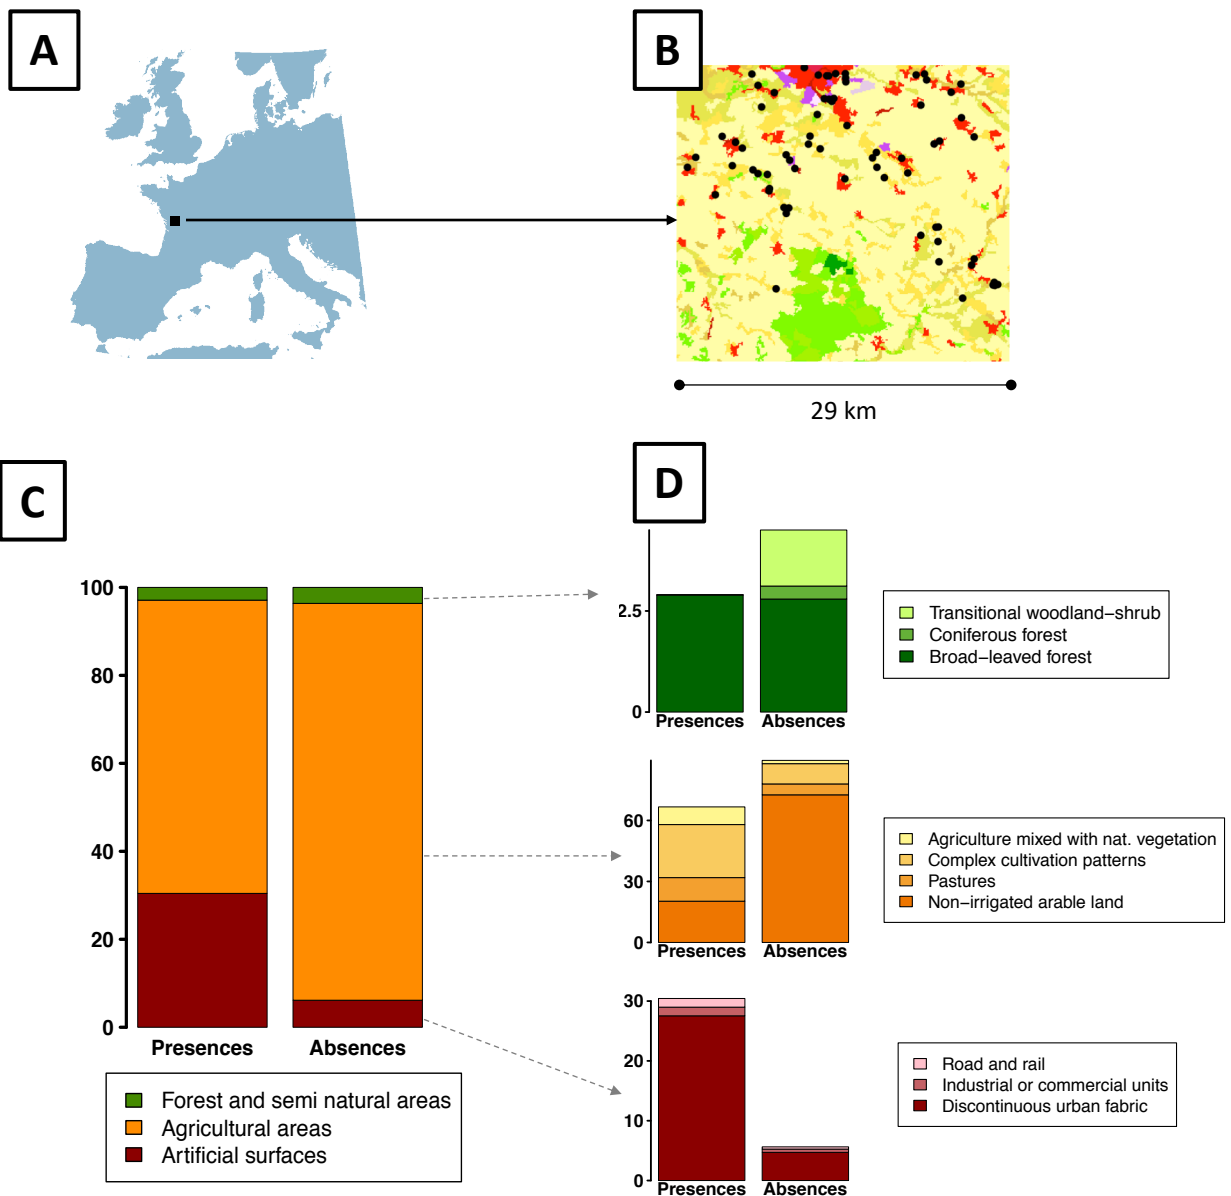 A
B
29 km
C
100
80
60
40
20
0
Presences
Absences
Forest and semi natural areas
Agricultural areas
Artificial surfaces
D
2.5
0
Presences
Absences
Transitional woodland–shrub
Coniferous forest
Broad–leaved forest
60
30
0
Presences
Absences
Agriculture mixed with nat. vegetation
Complex cultivation patterns
Pastures
Non–irrigated arable land
30
20
10
0
Presences
Absences
Road and rail
Industrial or commercial units
Discontinuous urban fabric